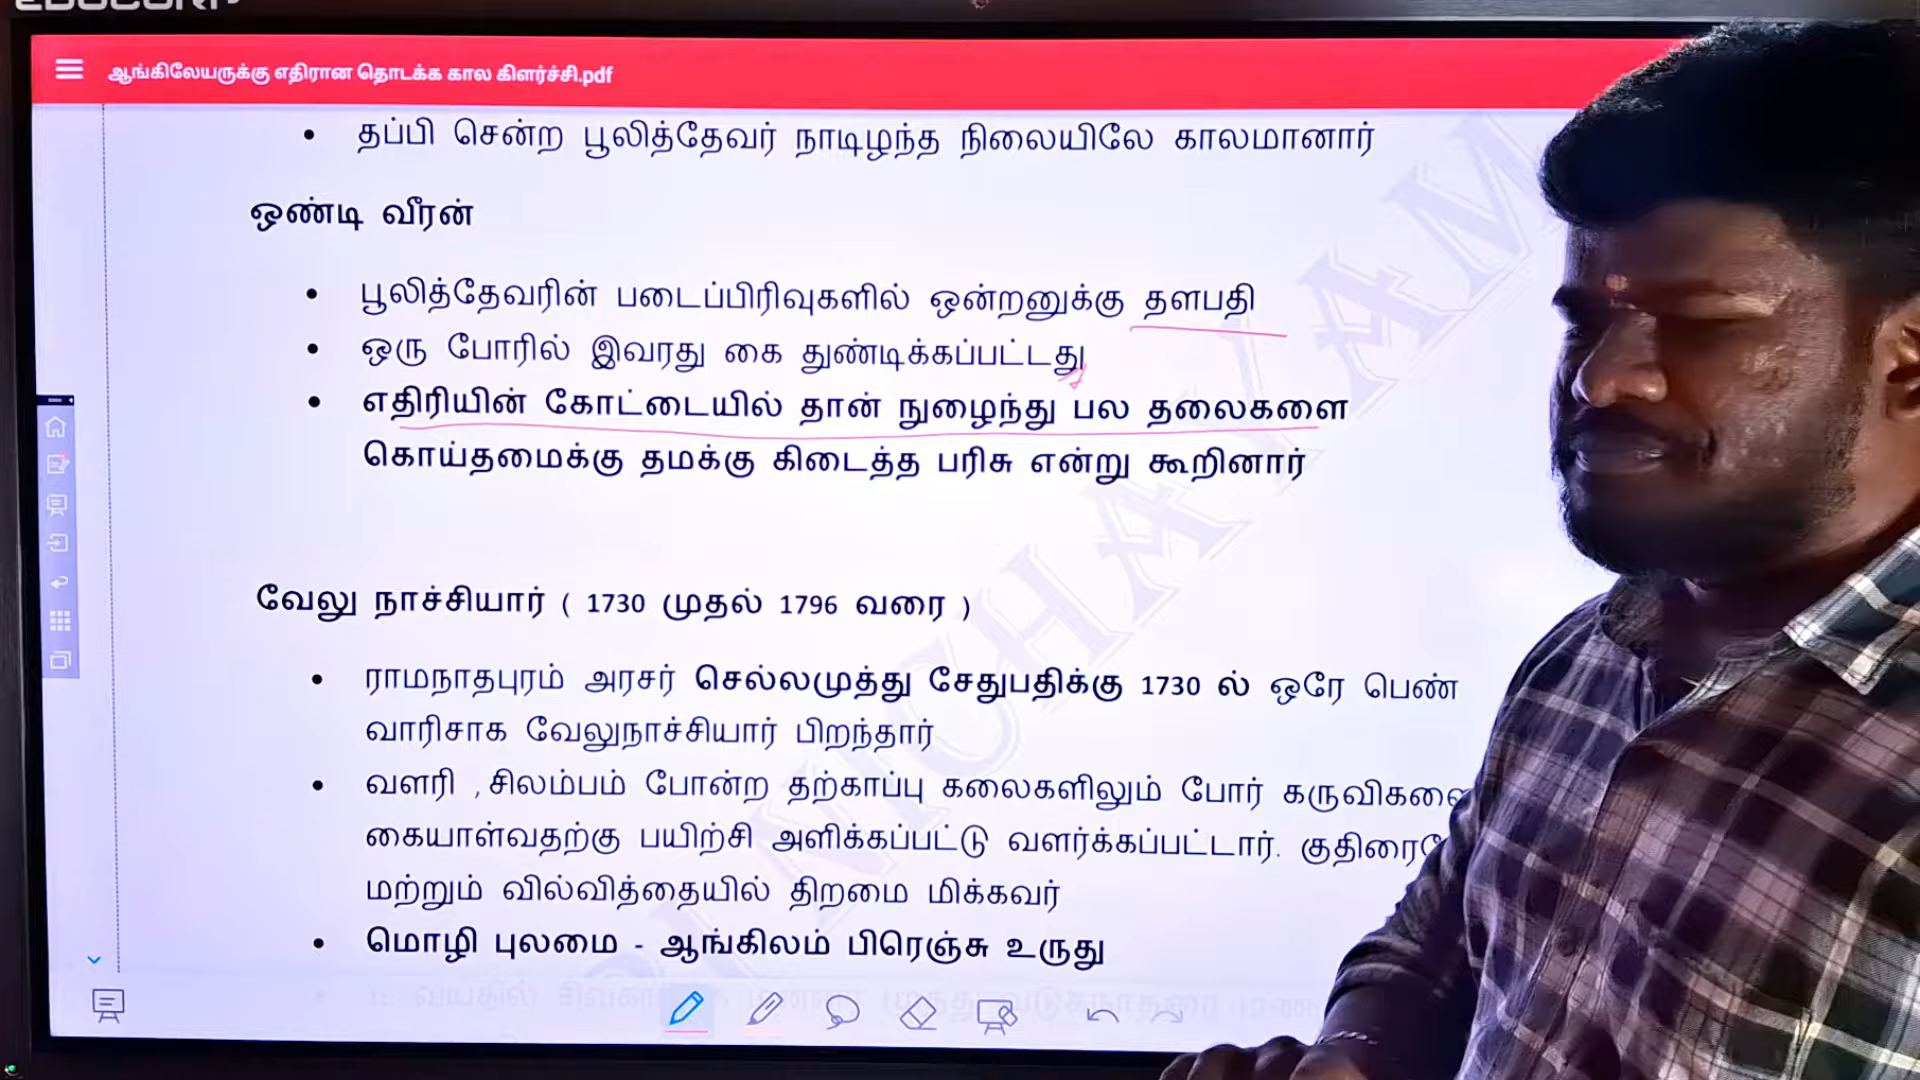 ஆங்கிலேயருக்கு எதிரான தொடக்க கால கிளர்ச்சி.pdf
• தப்பி சென்ற பூலித்தேவர் நாடிழந்த நிலையிலே காலமானார்
ஒண்டி வீரன்
• பூலித்தேவரின் படைப்பிரிவுகளில் ஒன்றனுக்கு தளபதி
• ஒரு போரில் இவரது கை துண்டிக்கப்பட்டது
• எதிரியின் கோட்டையில் தான் நுழைந்து பல தலைகளை
கொய்தமைக்கு தமக்கு கிடைத்த பரிசு என்று கூறினார்
வேலு நாச்சியார் ( 1730 முதல் 1796 வரை )
• ராமநாதபுரம் அரசர் செல்லமுத்து சேதுபதிக்கு 1730 ல் ஒரே பெண்
வாரிசாக வேலுநாச்சியார் பிறந்தார்
• வளரி , சிலம்பம் போன்ற தற்காப்பு கலைகளிலும் போர் கருவிகளை
கையாள்வதற்கு பயிற்சி அளிக்கப்பட்டு வளர்க்கப்பட்டார்.
மற்றும் வில்வித்தையில் திறமை மிக்கவர்
• மொழி புலமை - ஆங்கிலம் பிரெஞ்சு உருது